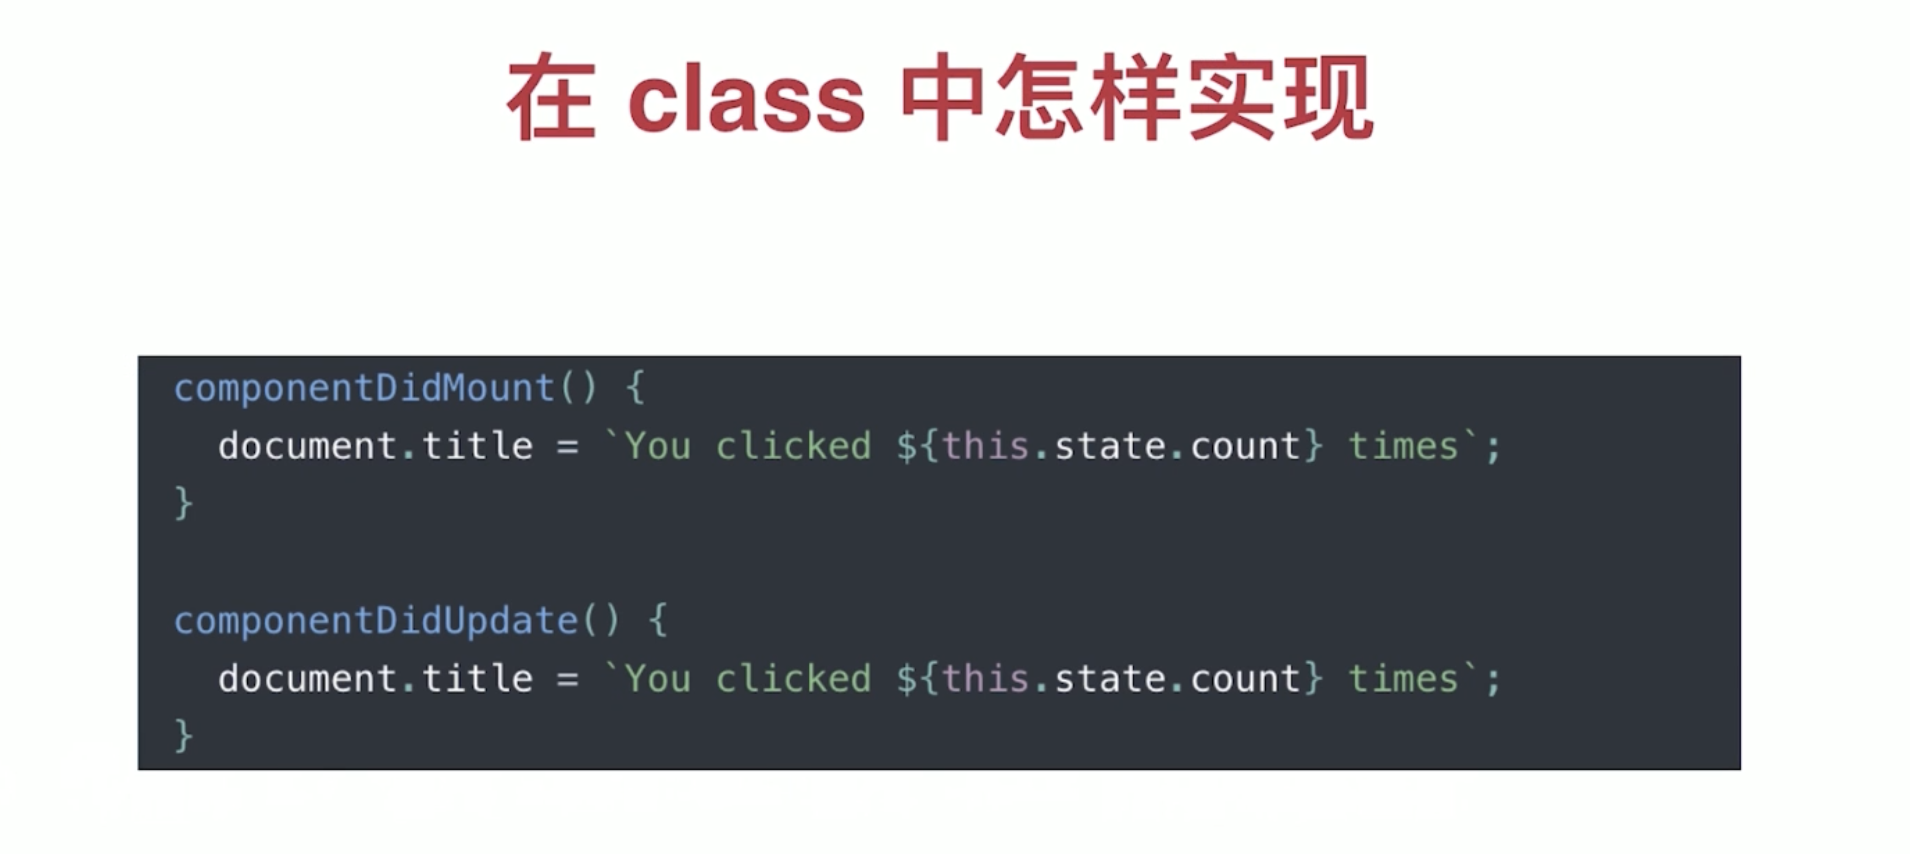 在 class 中怎样实现
componentDidMount() {
  document.title = `You clicked ${this.state.count} times`;
}
componentDidUpdate() {
  document.title = `You clicked ${this.state.count} times`;
}